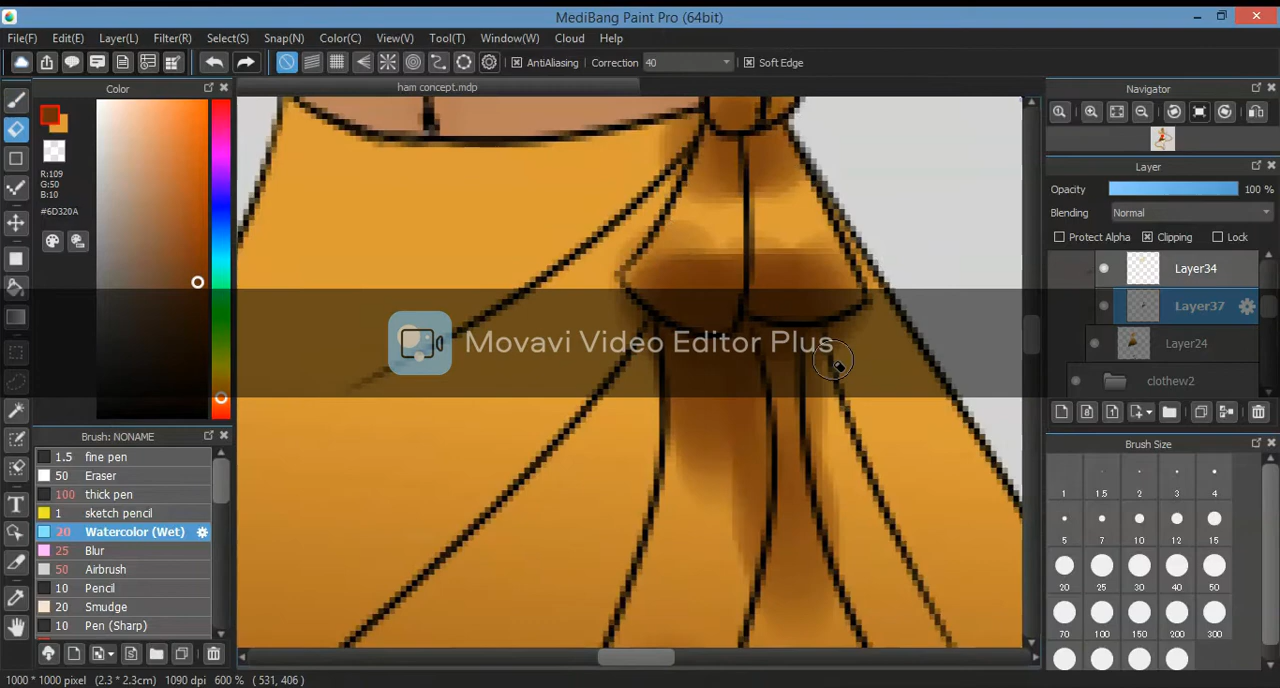 MediBang Paint Pro (64bit)
File(F) Edit(E) Layer(L) Filter(R) Select(S) Snap(N) Color(C) View(V) Tool(T) Window(W) Cloud Help
AntiAliasing Correction 40 Soft Edge
Color
ham concept.mdp
Navigator
R:109
G:50
B:10
#6D320A
Layer
Opacity 100 %
Blending Normal
Protect Alpha Clipping Lock
Layer34
Layer37
Layer24
clothew2
Movavi Video Editor Plus
Brush: NONAME
1.5 fine pen
50 Eraser
100 thick pen
1 sketch pencil
20 Watercolor (Wet)
25 Blur
50 Airbrush
10 Pencil
20 Smudge
10 Pen (Sharp)
Brush Size
1 1.5 2 3 4
5 7 10 12 15
20 25 30 40 50
70 100 150 200 300
1000 * 1000 pixel (2.3 * 2.3cm) 1090 dpi 600 % ( 531, 406 )